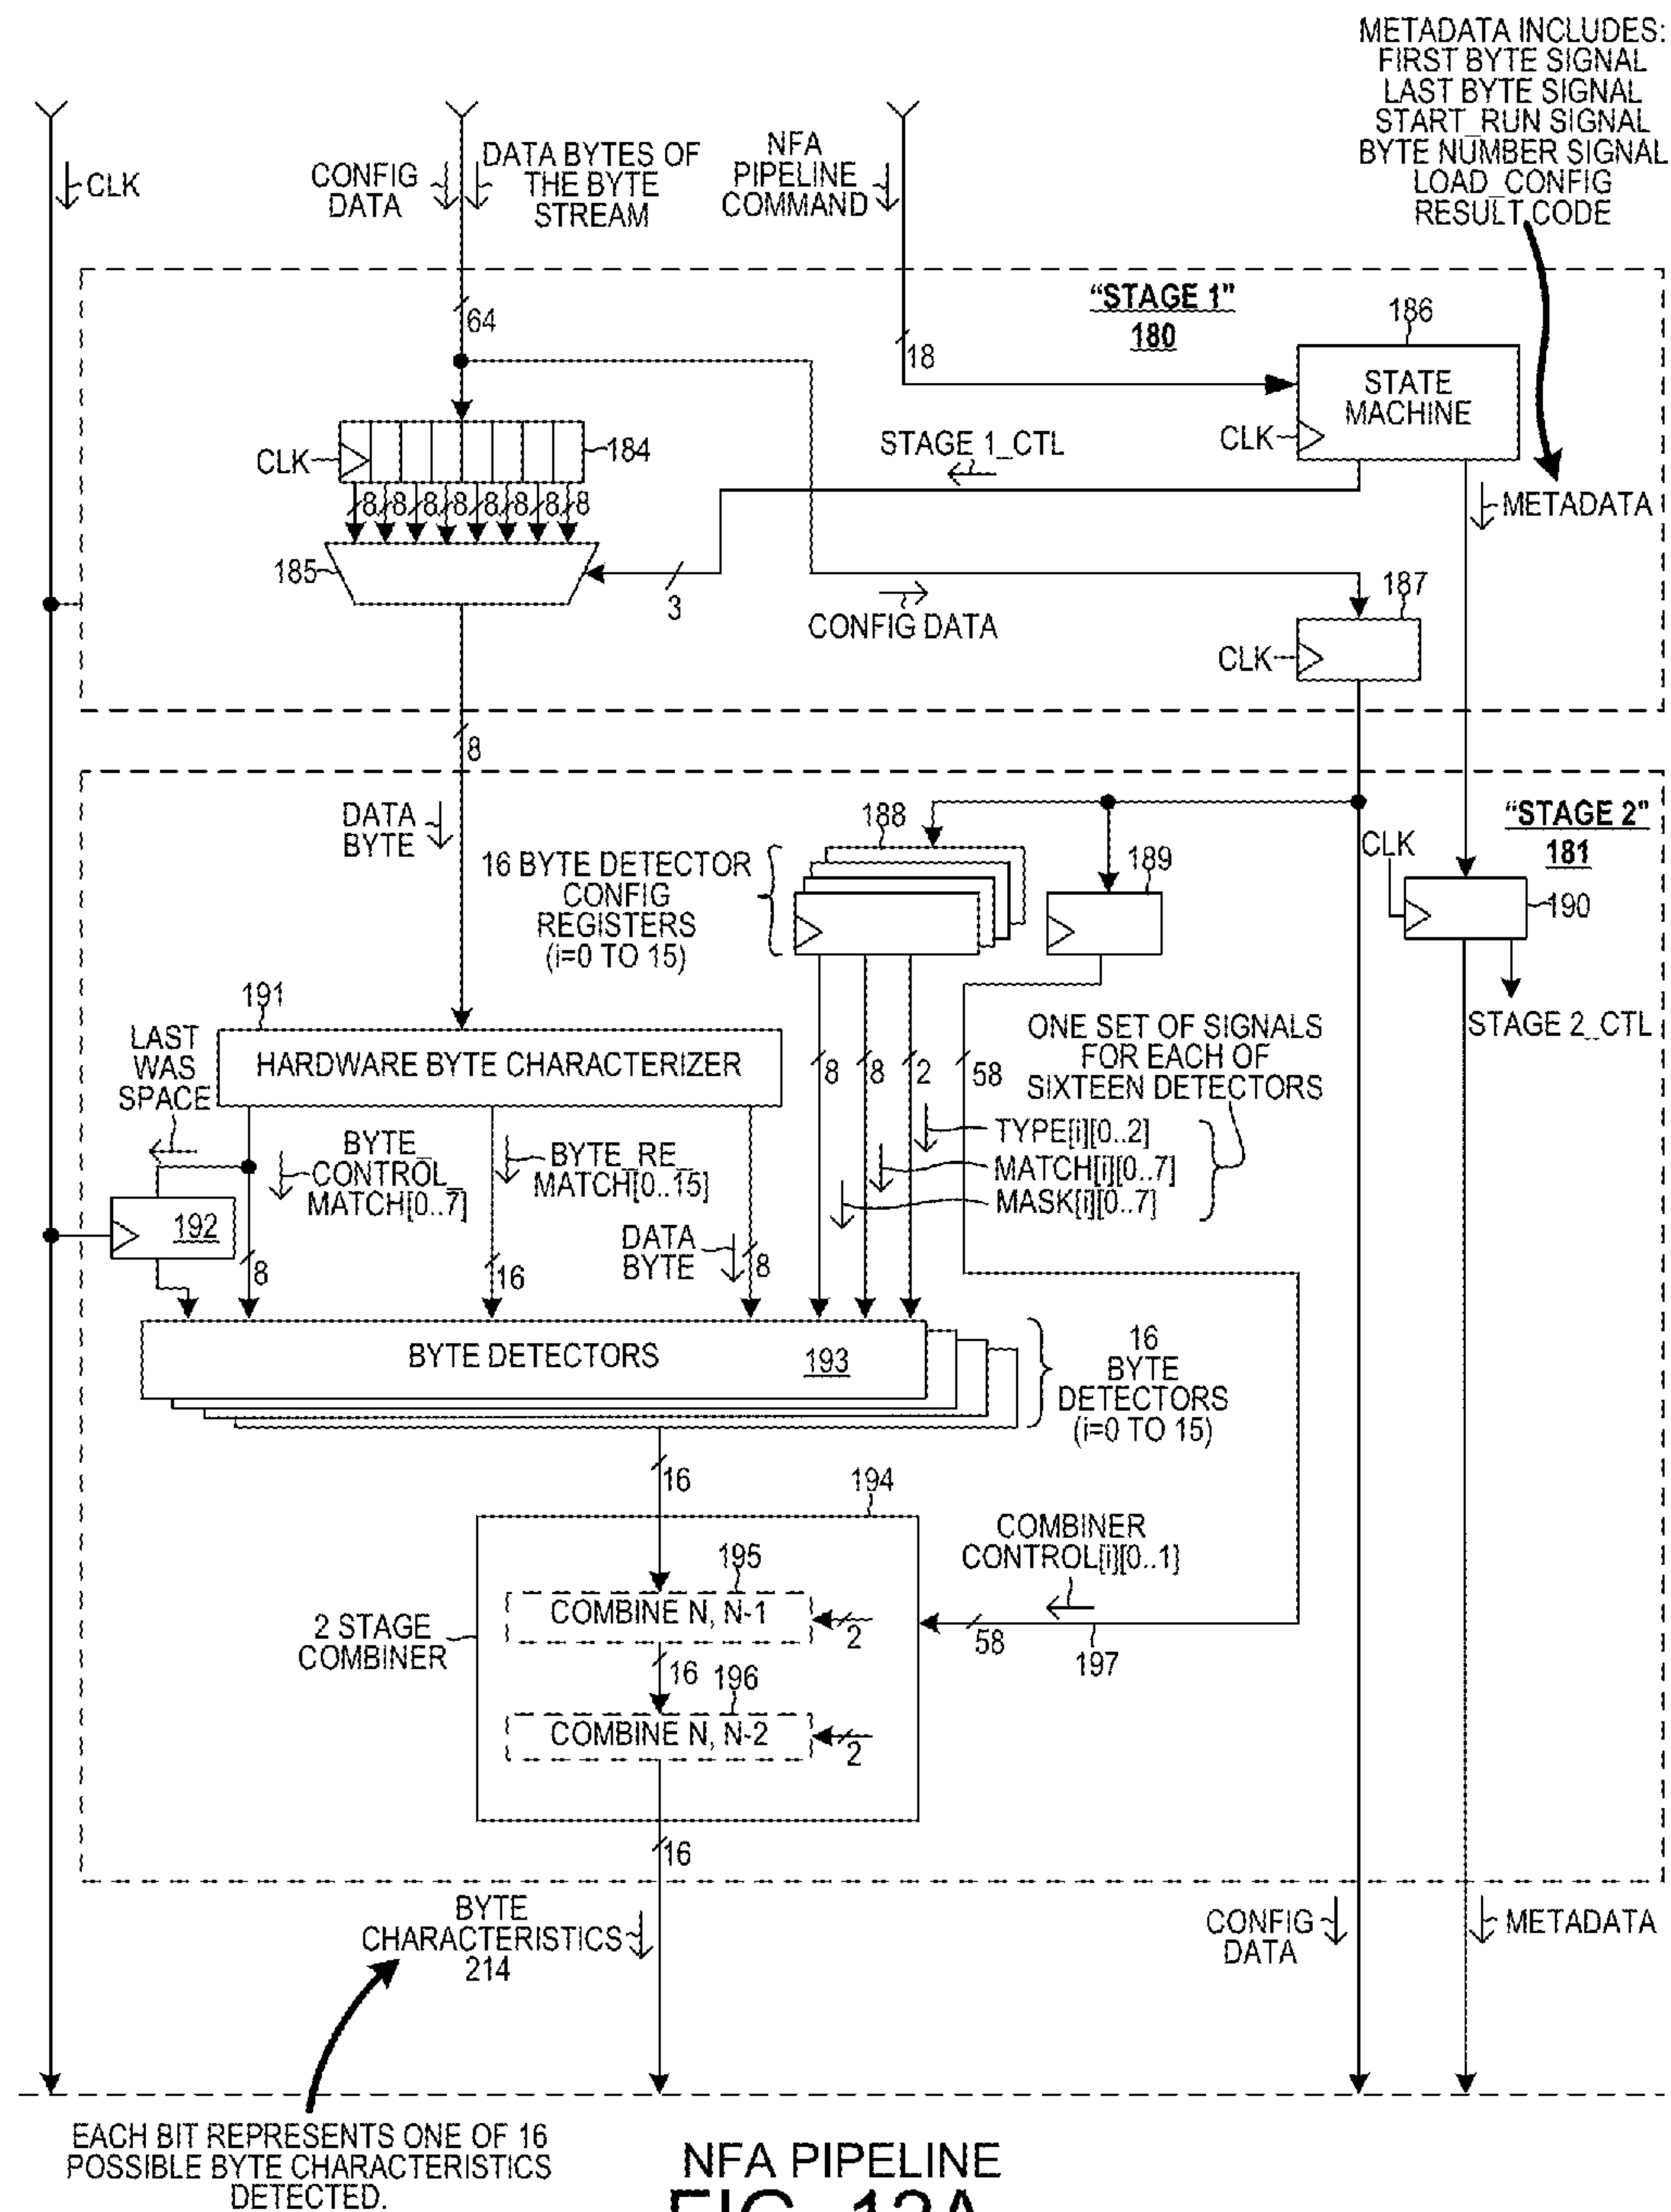 METADATA INCLUDES:
FIRST BYTE SIGNAL
LAST BYTE SIGNAL
START_RUN SIGNAL
BYTE NUMBER SIGNAL
LOAD_CONFIG
RESULT CODE
CLK
CONFIG
DATA
DATA BYTES OF
THE BYTE
STREAM
NFA
PIPELINE
COMMAND
64
18
"STAGE 1"
180
186
STATE
MACHINE
CLK
CLK
184
STAGE 1_CTL
METADATA
8 8 8 8 8 8 8 8
185
3
CONFIG DATA
187
CLK
8
DATA
BYTE
"STAGE 2"
181
188
16 BYTE DETECTOR
CONFIG
REGISTERS
(i=0 TO 15)
189
CLK
190
STAGE 2_CTL
191
HARDWARE BYTE CHARACTERIZER
LAST
WAS
SPACE
8
8
2
58
ONE SET OF SIGNALS
FOR EACH OF
SIXTEEN DETECTORS
BYTE_
CONTROL_
MATCH[0..7]
BYTE_RE_
MATCH[0..15]
TYPE[i][0..2]
MATCH[i][0..7]
MASK[i][0..7]
192
8
16
DATA
BYTE
8
BYTE DETECTORS
193
16
BYTE
DETECTORS
(i=0 TO 15)
16
194
COMBINER
CONTROL[i][0..1]
195
COMBINE N, N-1
2
2 STAGE
COMBINER
58
197
16
196
COMBINE N, N-2
2
16
BYTE
CHARACTERISTICS
214
CONFIG
DATA
METADATA
EACH BIT REPRESENTS ONE OF 16
POSSIBLE BYTE CHARACTERISTICS
DETECTED.
NFA PIPELINE
FIG. 12A